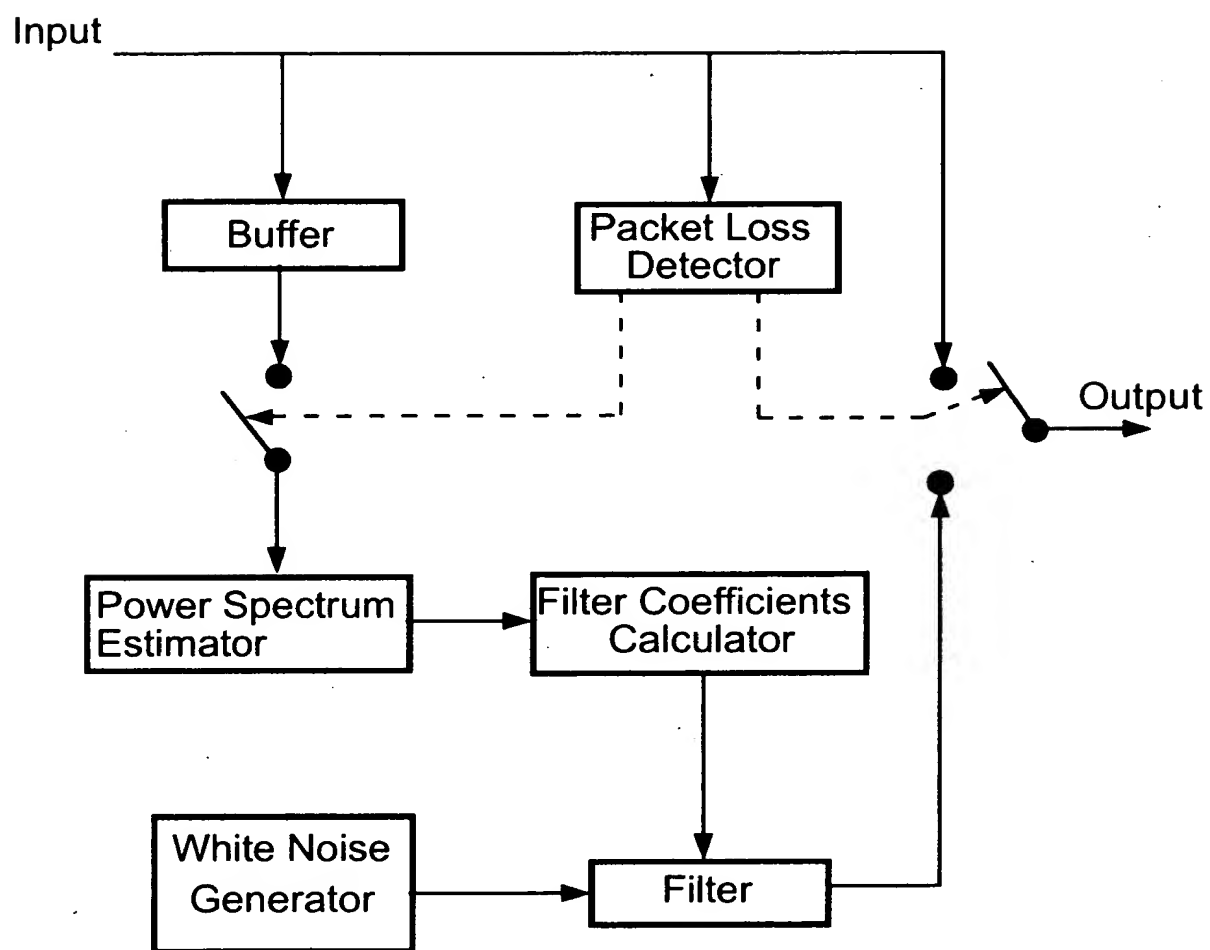 Input
Buffer
Packet Loss
Detector
Output
Power Spectrum
Estimator
Filter Coefficients
Calculator
White Noise
Generator
Filter